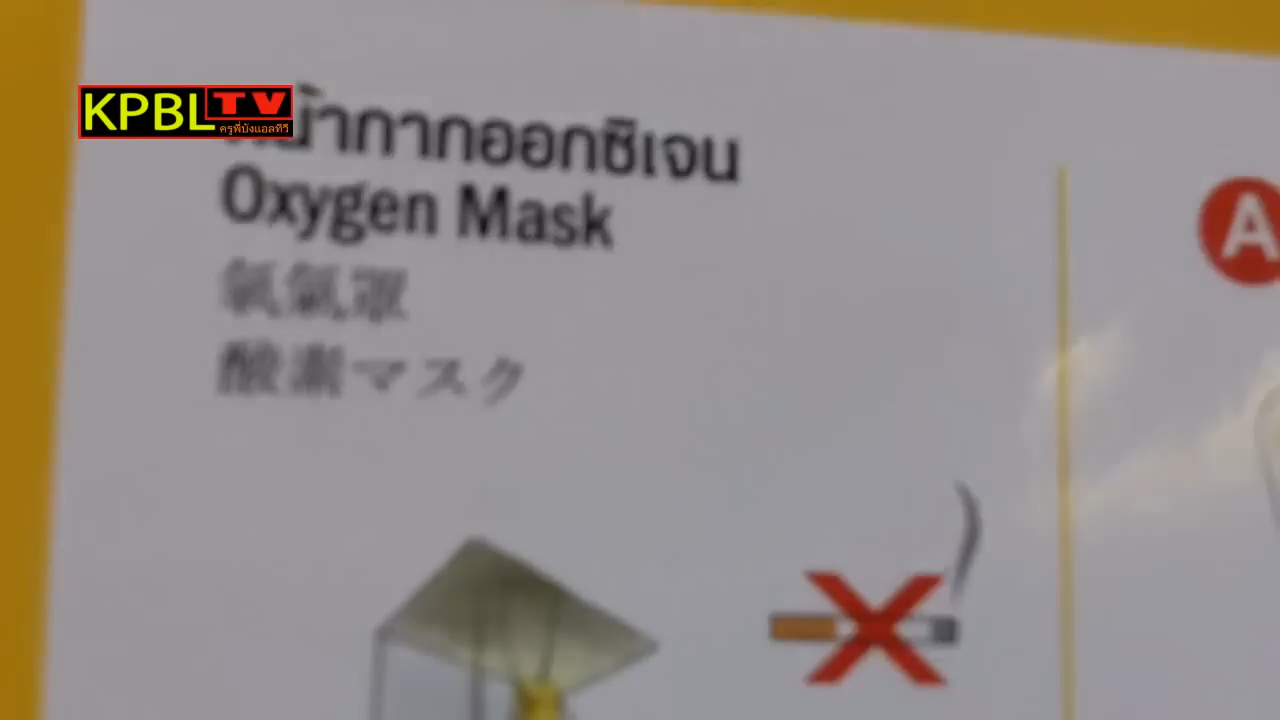 KPBL TV
ครูพี่บังแอลทีวี
หน้ากากออกซิเจน
Oxygen Mask
氧氣罩
酸素マスク
A